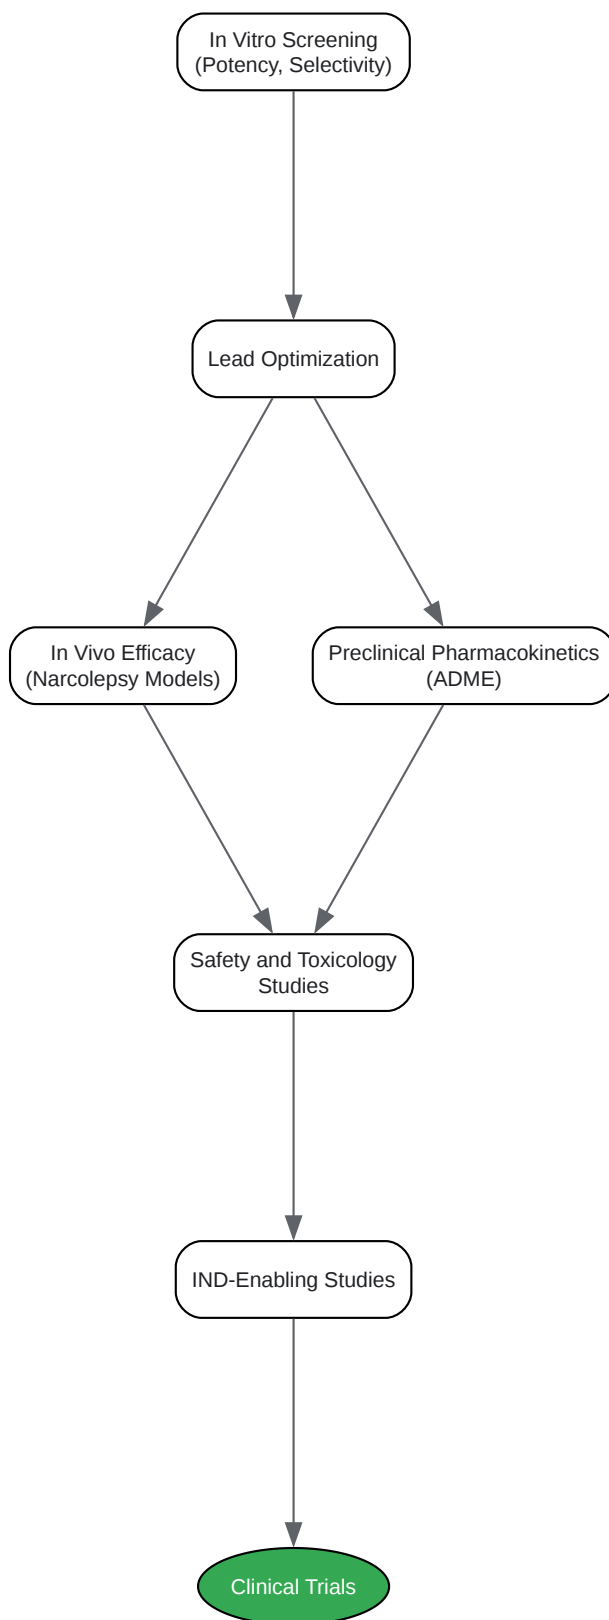 In Vitro Screening
(Potency, Selectivity)
Lead Optimization
In Vivo Efficacy
(Narcolepsy Models)
Preclinical Pharmacokinetics
(ADME)
Safety and Toxicology
Studies
IND-Enabling Studies
Clinical Trials